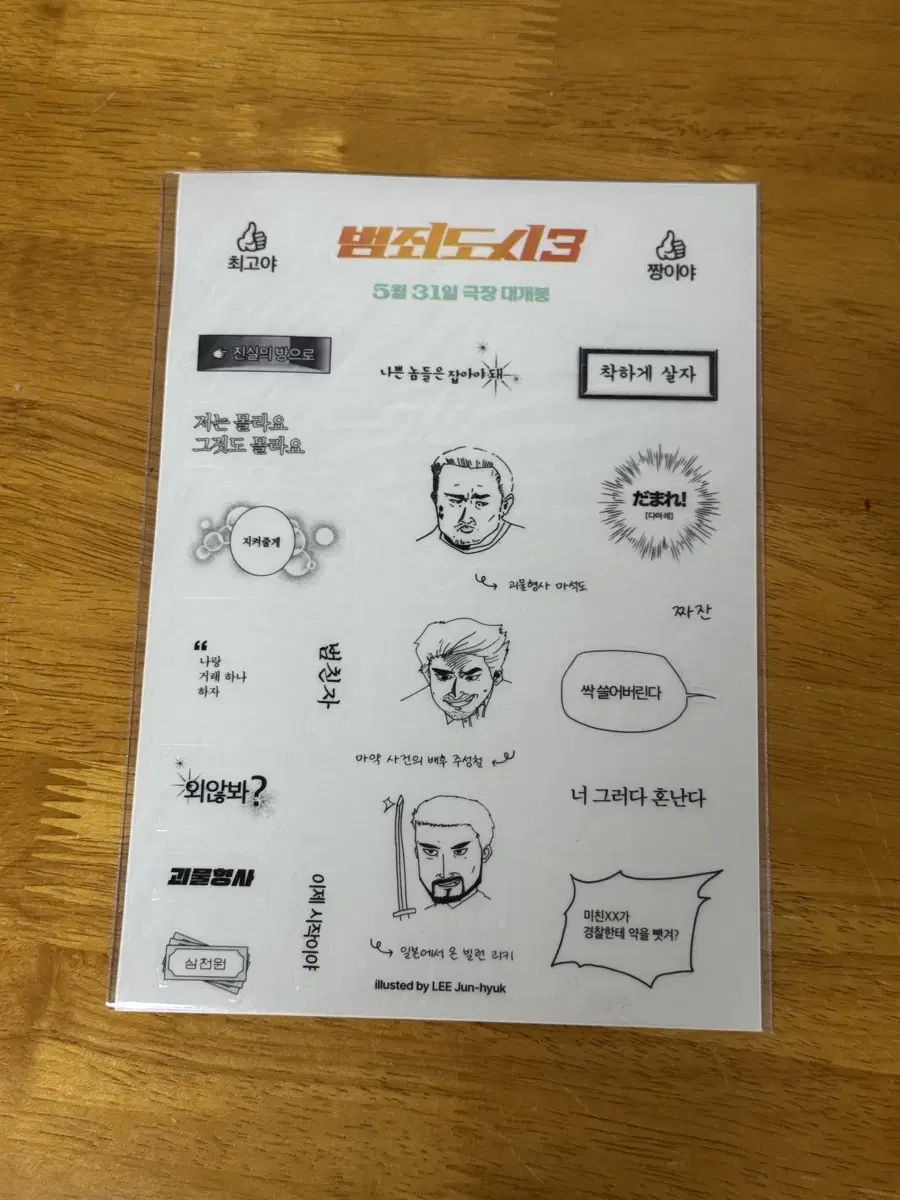 최고야
범죄도시3
짱이야
5월 31일 극장 대개봉
진실의 방으로
나쁜 놈들은 잡아야 돼
착하게 살자
저는 몰라요
그것도 몰라요
だまれ!
[다마레]
지켜줄게
괴물형사 마석도
짜잔
“
나랑
거래 하나
하자
범친자
싹 쓸어버린다
마약 사건의 배후 주성철
외않봐?
너 그러다 혼난다
괴물형사
이제 시작이야
미친XX가
경찰한테 약을 뺏겨?
삼천원
일본에서 온 빌런 리키
illusted by LEE Jun-hyuk